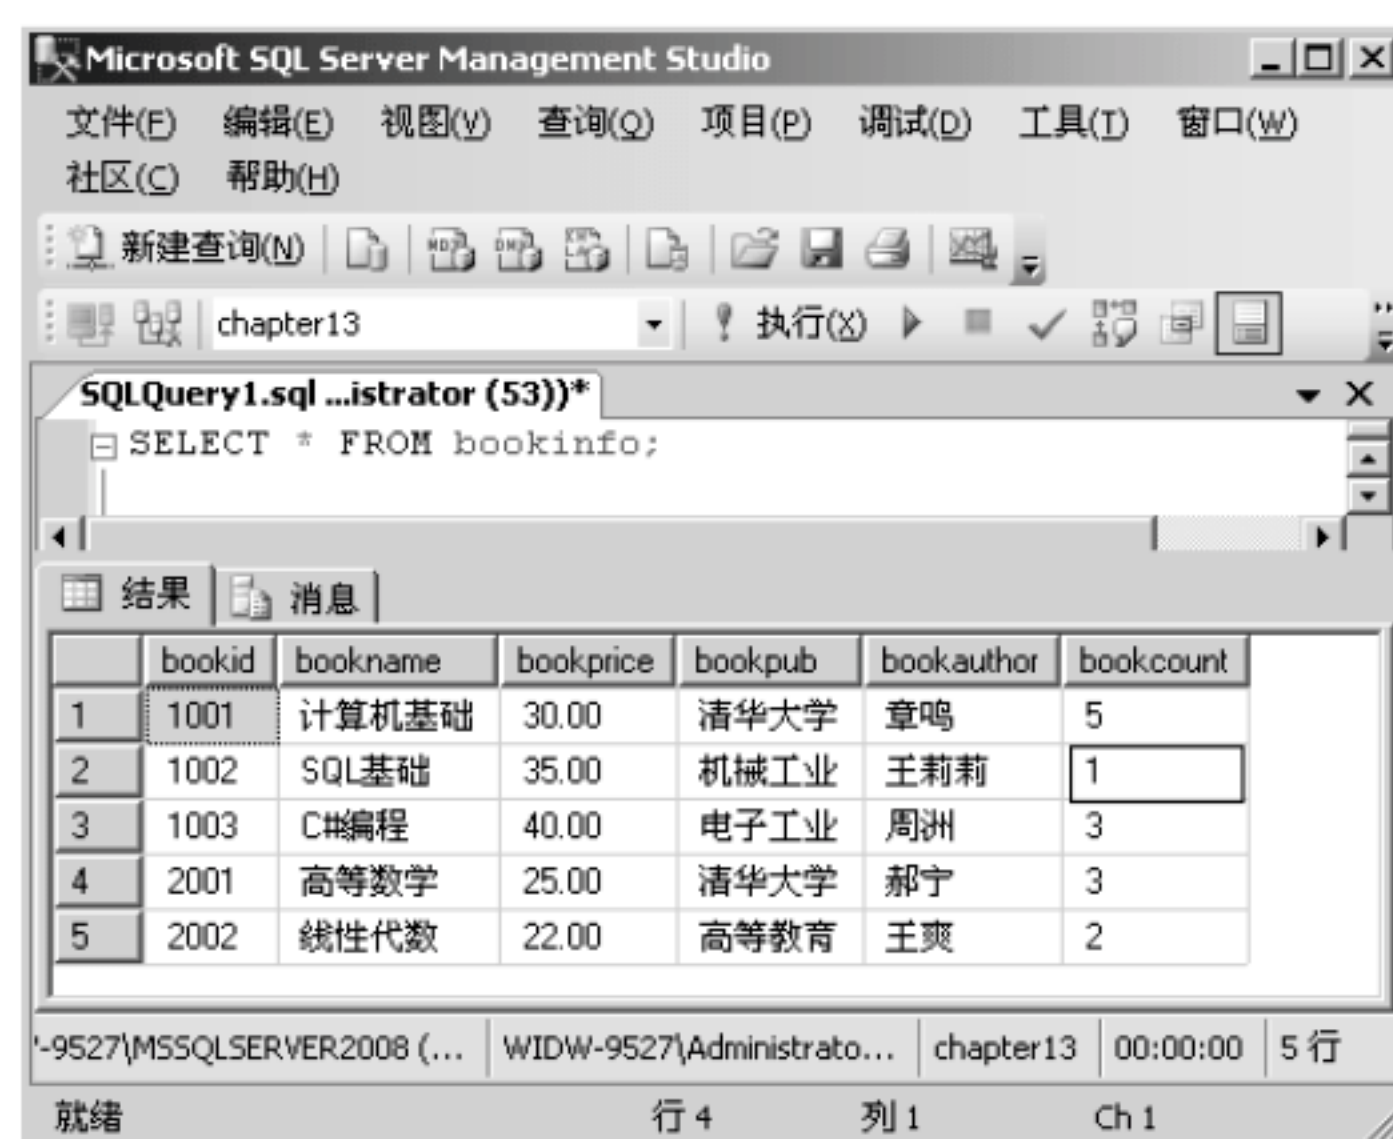 Microsoft SQL Server Management Studio
文件(F) 编辑(E) 视图(V) 查询(Q) 项目(P) 调试(D) 工具(T) 窗口(W)
社区(C) 帮助(H)
新建查询(N)
chapter13 执行(X)
SQLQuery1.sql ...istrator (53))*
SELECT * FROM bookinfo;
结果 消息
bookid bookname bookprice bookpub bookauthor bookcount
1 1001 计算机基础 30.00 清华大学 章鸣 5
2 1002 SQL基础 35.00 机械工业 王莉莉 1
3 1003 C#编程 40.00 电子工业 周洲 3
4 2001 高等数学 25.00 清华大学 郝宁 3
5 2002 线性代数 22.00 高等教育 王爽 2
-9527\MSSQLSERVER2008 (... WIDW-9527\Administrato... chapter13 00:00:00 5 行
就绪 行 4 列 1 Ch 1